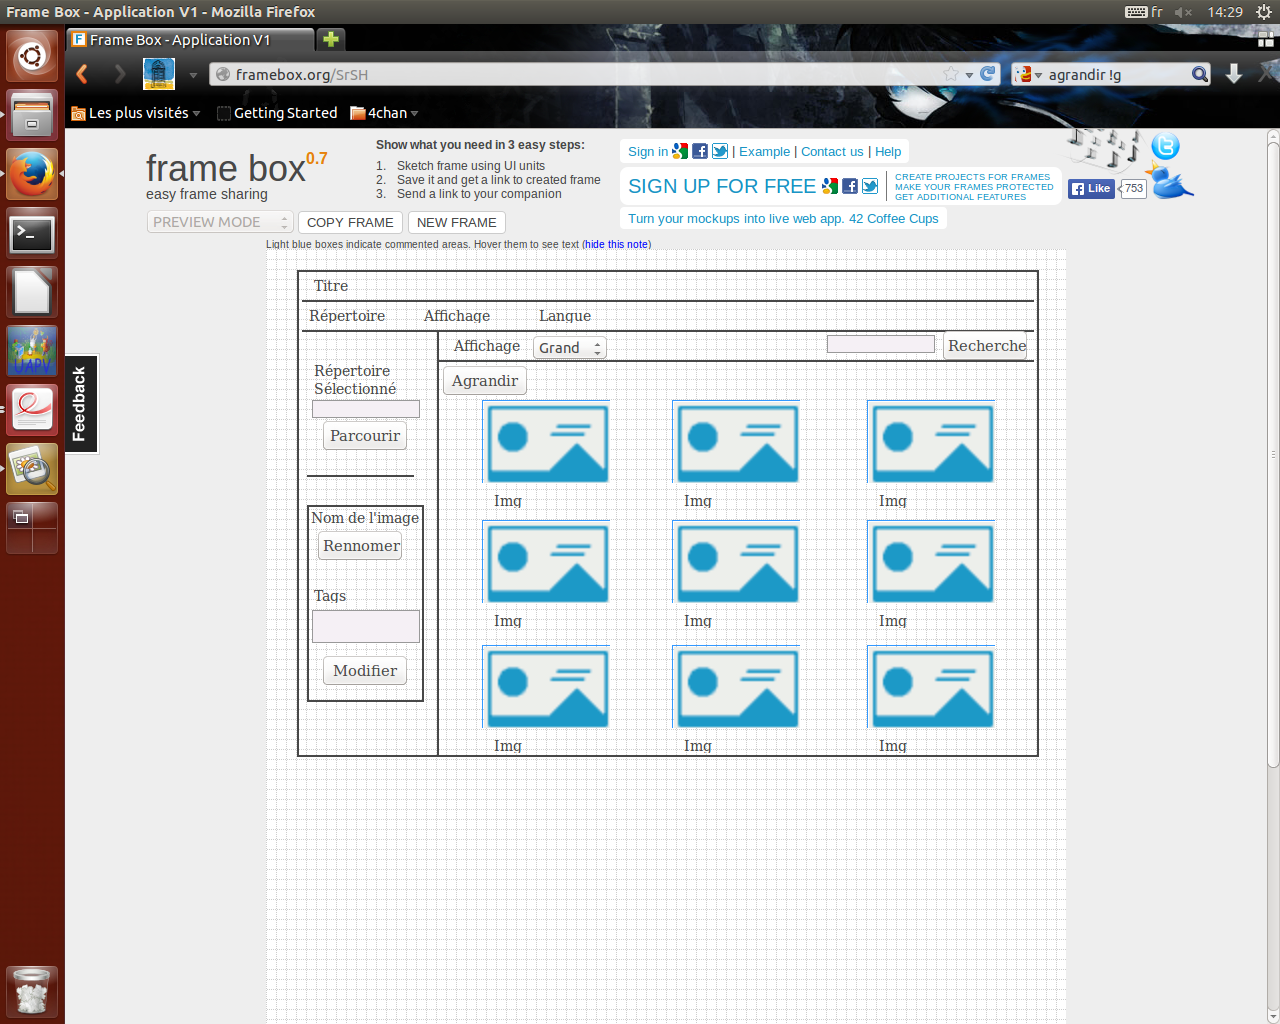 Frame Box - Application V1 - Mozilla Firefox
fr
14:29
Frame Box - Application V1
framebox.org/SrSH
agrandir !g
Les plus visités
Getting Started
4chan
frame box 0.7
easy frame sharing
Show what you need in 3 easy steps:
1. Sketch frame using UI units
2. Save it and get a link to created frame
3. Send a link to your companion
Sign in | Example | Contact us | Help
SIGN UP FOR FREE
CREATE PROJECTS FOR FRAMES
MAKE YOUR FRAMES PROTECTED
GET ADDITIONAL FEATURES
Turn your mockups into live web app. 42 Coffee Cups
Like
753
PREVIEW MODE
COPY FRAME
NEW FRAME
Light blue boxes indicate commented areas. Hover them to see text (hide this note)
Feedback
UAPV
Titre
Répertoire
Affichage
Langue
Affichage
Grand
Recherche
Répertoire
Sélectionné
Parcourir
Agrandir
Img
Img
Img
Nom de l'image
Rennomer
Tags
Modifier
Img
Img
Img
Img
Img
Img